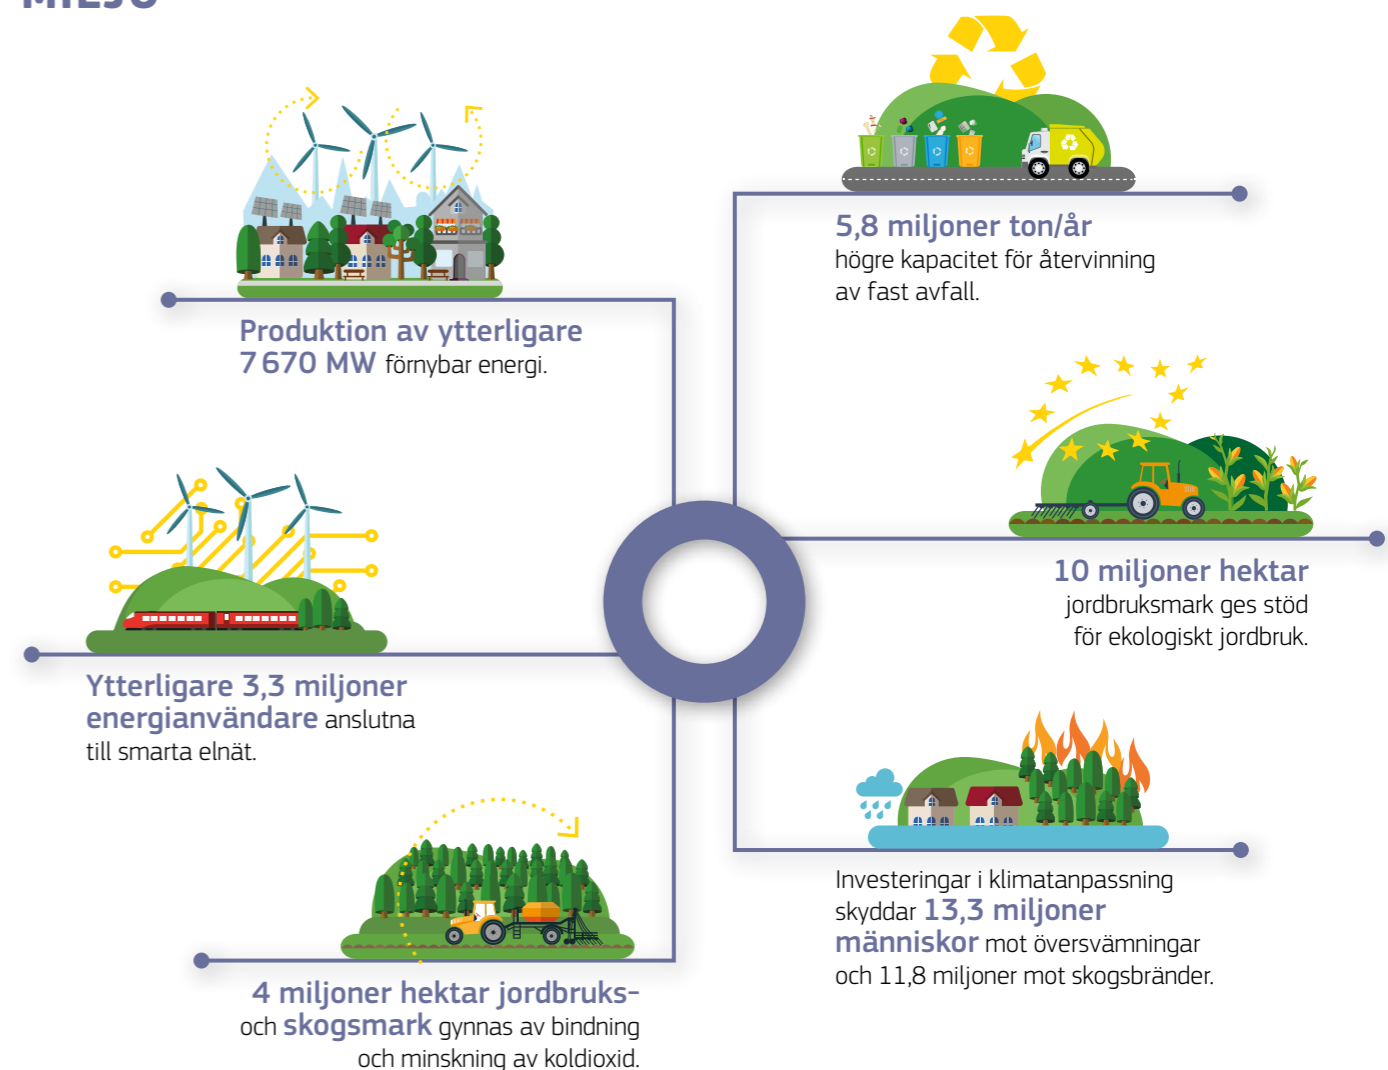 MILJÖ
Produktion av ytterligare
7 670 MW förnybar energi.
Ytterligare 3,3 miljoner
energianvändare anslutna
till smarta elnät.
4 miljoner hektar jordbruks-
och skogsmark gynnas av bindning
och minskning av koldioxid.
5,8 miljoner ton/år
högre kapacitet för återvinning
av fast avfall.
10 miljoner hektar
jordbruksmark ges stöd
för ekologiskt jordbruk.
Investeringar i klimatanpassning
skyddar 13,3 miljoner
människor mot översvämningar
och 11,8 miljoner mot skogsbränder.